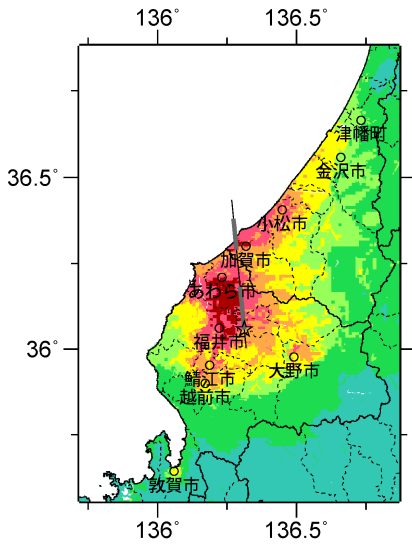 136° 136.5°
津幡町
金沢市
36.5°
小松市
加賀市
あわら市
福井市
36°
大野市
鯖江市
越前市
敦賀市
136° 136.5°